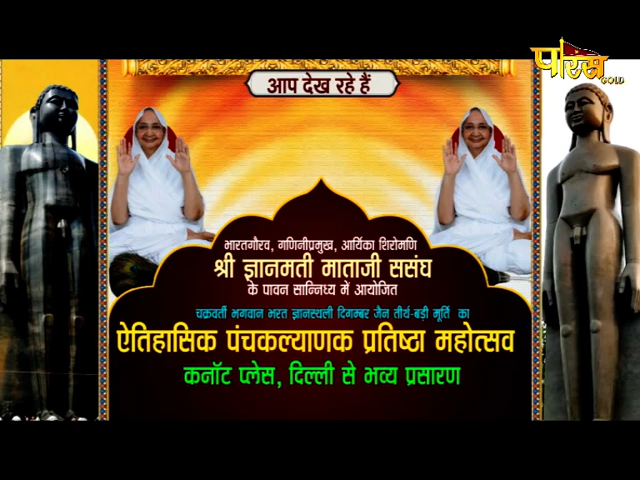 पारस
GOLD
आप देख रहे हैं
भारतगौरव, गणिनीप्रमुख, आर्यिका शिरोमणि
श्री ज्ञानमती माताजी ससंघ
के पावन सान्निध्य में आयोजित
चक्रवर्ती भगवान भरत ज्ञानस्थली दिगम्बर जैन तीर्थ-बड़ी मूर्ति का
ऐतिहासिक पंचकल्याणक प्रतिष्ठा महोत्सव
कनॉट प्लेस, दिल्ली से भव्य प्रसारण